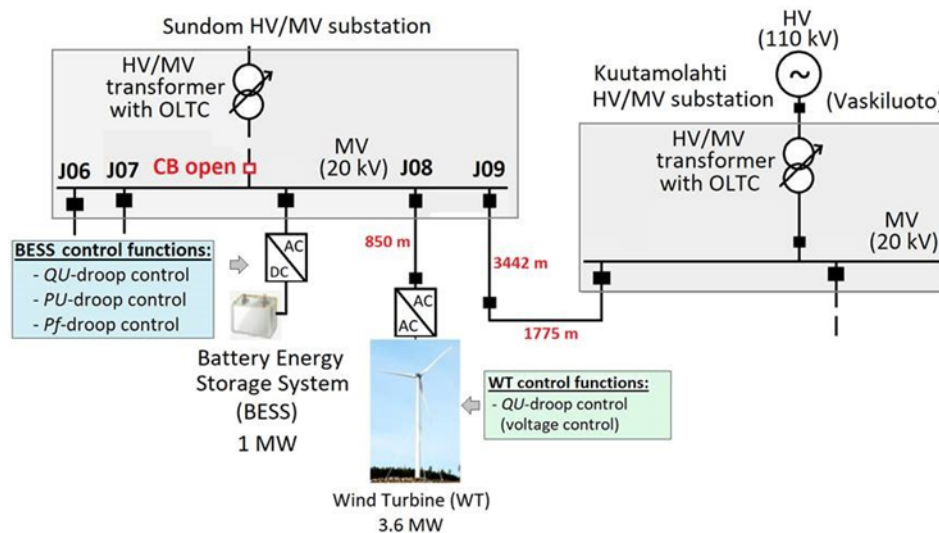 Sundom HV/MV substation
HV/MV
transformer
with OLTC
CB open
MV
(20 kV)
J06
J07
J08
J09
HV
(110 kV)
~
Kuutamolahti
HV/MV substation
(Vaskiluoto)
HV/MV
transformer
with OLTC
MV
(20 kV)
BESS control functions:
- QU-droop control
- PU-droop control
- Pf-droop control
AC
DC
Battery Energy
Storage System
(BESS)
1 MW
850 m
3442 m
1775 m
AC
AC
WT control functions:
- QU-droop control
(voltage control)
Wind Turbine (WT)
3.6 MW